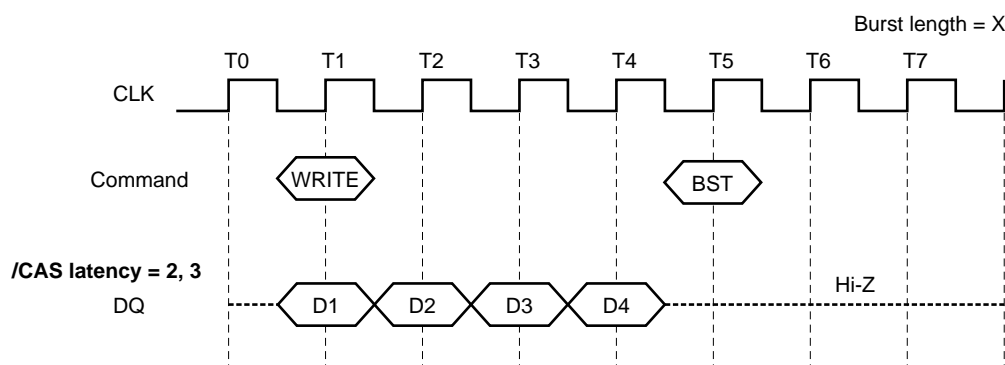 Burst length = X
T0 T1 T2 T3 T4 T5 T6 T7
CLK
Command WRITE BST
/CAS latency = 2, 3
Hi-Z
DQ D1 D2 D3 D4